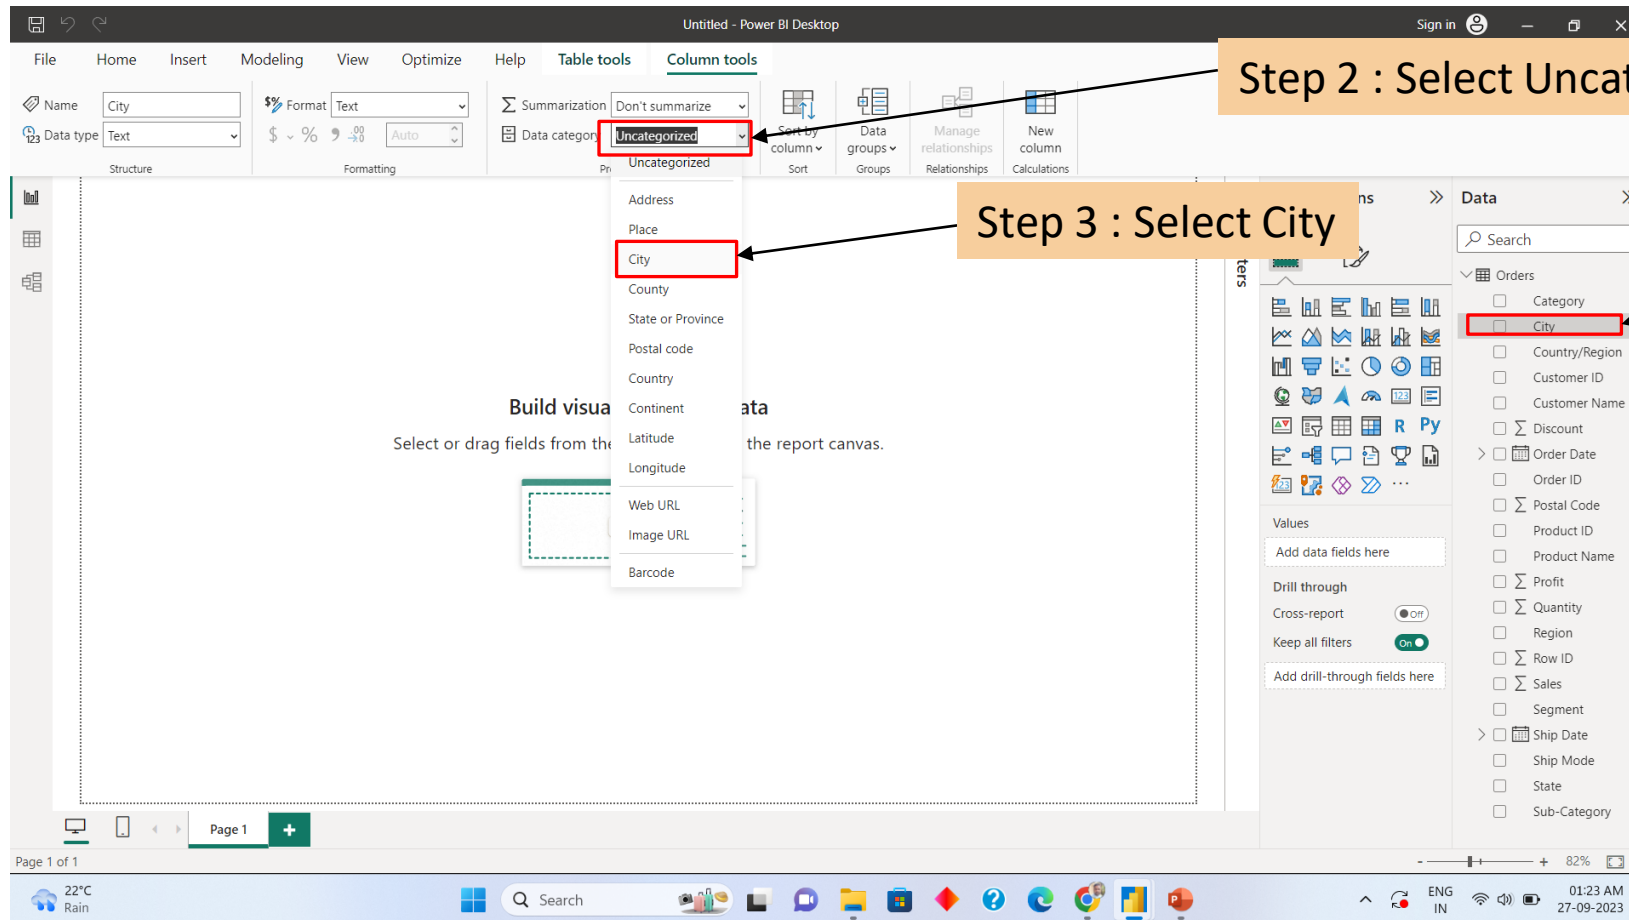 Untitled - Power BI Desktop
Sign in
File Home Insert Modeling View Optimize Help Table tools Column tools
Step 2 : Select Uncat
Name City
$% Format Text
Summarization Don't summarize
Data type Text
$ % 9 .00 Auto
Data category Uncategorized
Sort by column
Data groups
Manage relationships
New column
Structure
Formatting
Sort
Groups
Relationships
Calculations
Uncategorized
Address
Place
City
County
State or Province
Postal code
Country
Continent
Latitude
Longitude
Web URL
Image URL
Barcode
Step 3 : Select City
Build visua
ata
Select or drag fields from the
the report canvas.
ters
ns
R Py
123
Values
Add data fields here
Drill through
Cross-report Off
Keep all filters On
Add drill-through fields here
Data
Search
Orders
Category
City
Country/Region
Customer ID
Customer Name
Discount
Order Date
Order ID
Postal Code
Product ID
Product Name
Profit
Quantity
Region
Row ID
Sales
Segment
Ship Date
Ship Mode
State
Sub-Category
Page 1
Page 1 of 1
82%
22°C
Rain
Search
ENG
IN
01:23 AM
27-09-2023